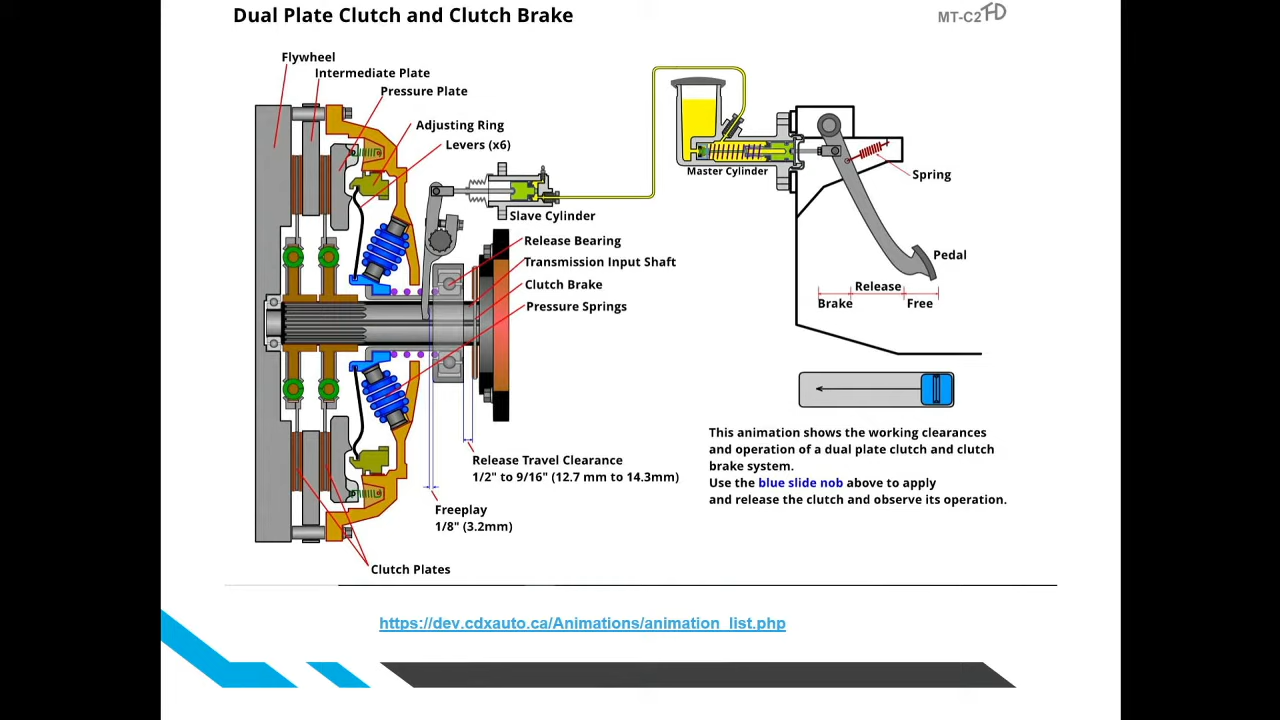 Dual Plate Clutch and Clutch Brake
MT-C2
Flywheel
Intermediate Plate
Pressure Plate
Adjusting Ring
Levers (x6)
Master Cylinder
Spring
Slave Cylinder
Release Bearing
Transmission Input Shaft
Clutch Brake
Pressure Springs
Pedal
Release
Brake
Free
This animation shows the working clearances
and operation of a dual plate clutch and clutch
brake system.
Use the blue slide nob above to apply
and release the clutch and observe its operation.
Release Travel Clearance
1/2" to 9/16" (12.7 mm to 14.3mm)
Freeplay
1/8" (3.2mm)
Clutch Plates
https://dev.cdxauto.ca/Animations/animation_list.php